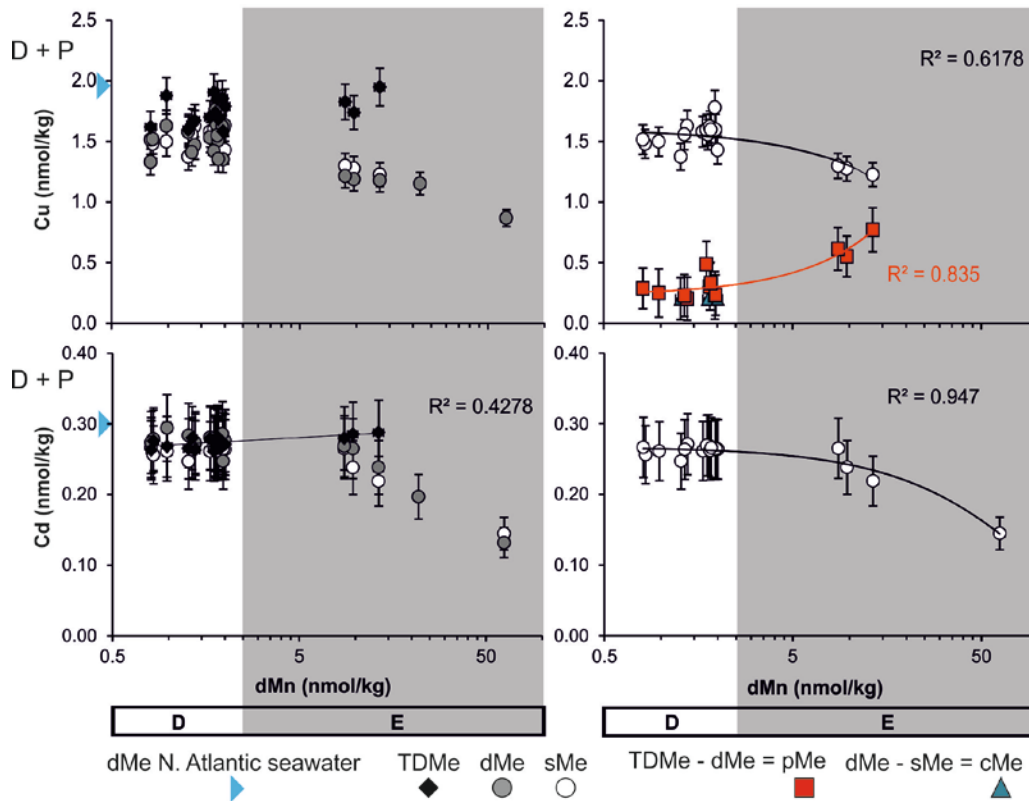 D + P
Cu (nmol/kg)
2.5
2.0
1.5
1.0
0.5
0.0
R² = 0.6178
R² = 0.835
D + P
Cd (nmol/kg)
0.40
0.30
0.20
0.10
0.00
R² = 0.4278
0.40
0.30
0.20
0.10
0.00
R² = 0.947
2.5
2.0
1.5
1.0
0.5
0.0
0.5 5 50
dMn (nmol/kg)
0.5 5 50
dMn (nmol/kg)
D E
D E
dMe N. Atlantic seawater TDMe dMe sMe TDMe - dMe = pMe dMe - sMe = cMe